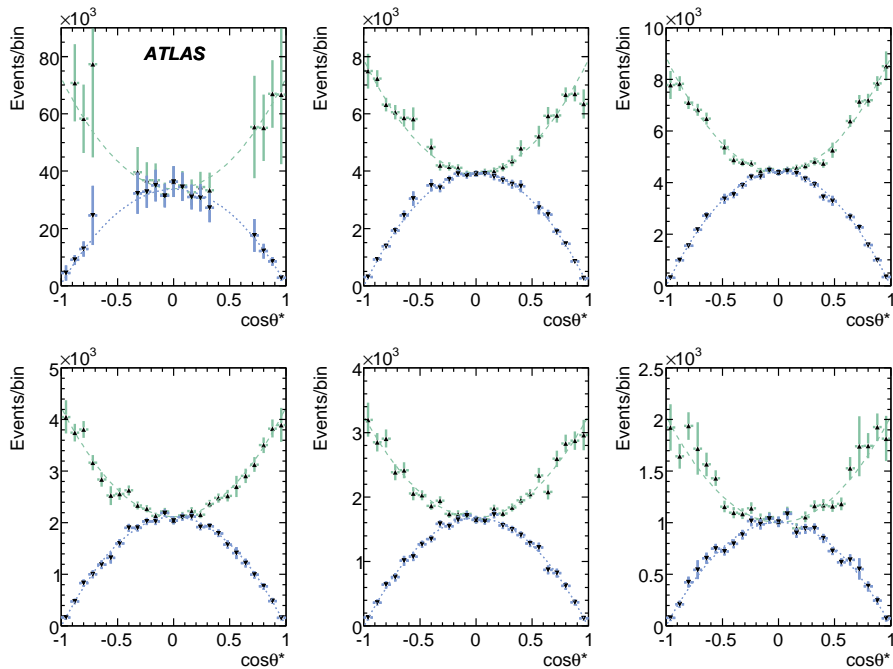 ×10³ ×10³ ×10³
Events/bin Events/bin Events/bin
ATLAS
80 8 10
60 6 8
40 4 6
20 2 4
0 0 2
0
-1 -0.5 0 0.5 1 -1 -0.5 0 0.5 1 -1 -0.5 0 0.5 1
cosθ* cosθ* cosθ*
×10³ ×10³ ×10³
Events/bin Events/bin Events/bin
5 4 2.5
4 3 2
3 2 1.5
2 1 1
1 0 0.5
0 0
-1 -0.5 0 0.5 1 -1 -0.5 0 0.5 1 -1 -0.5 0 0.5 1
cosθ* cosθ* cosθ*